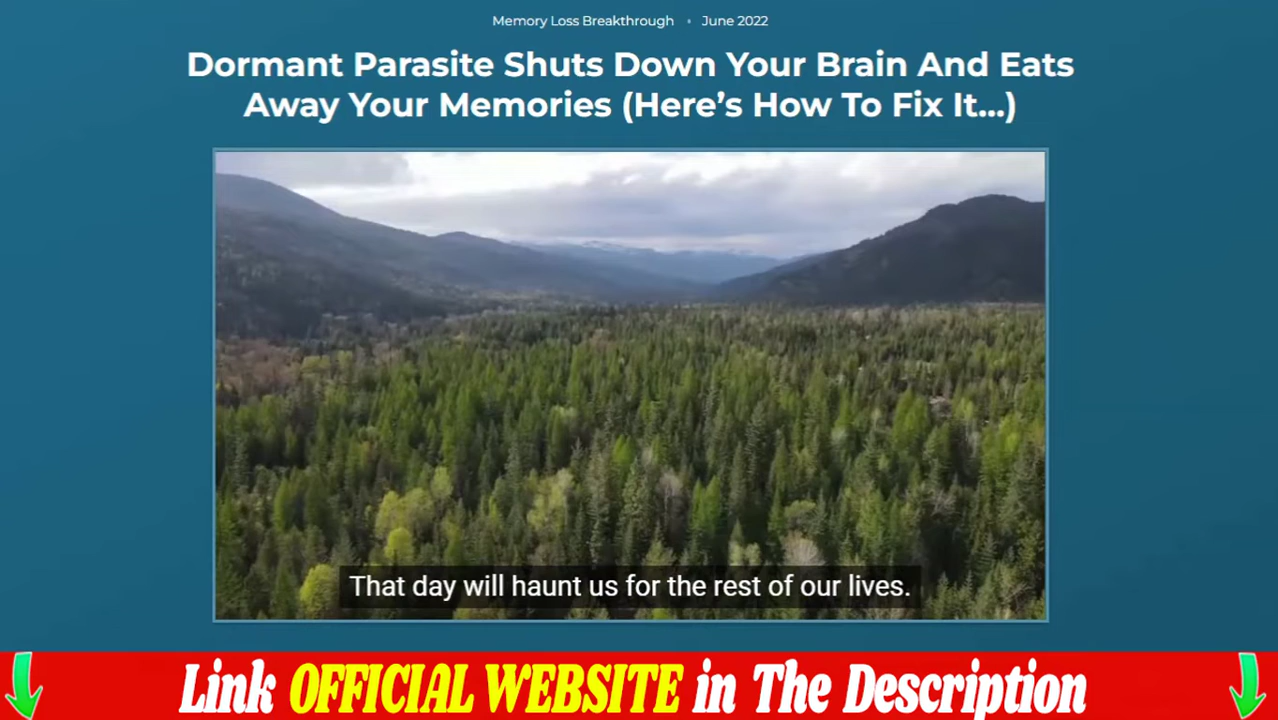 Memory Loss Breakthrough • June 2022
Dormant Parasite Shuts Down Your Brain And Eats
Away Your Memories (Here's How To Fix It...)
That day will haunt us for the rest of our lives.
Link OFFICIAL WEBSITE in The Description